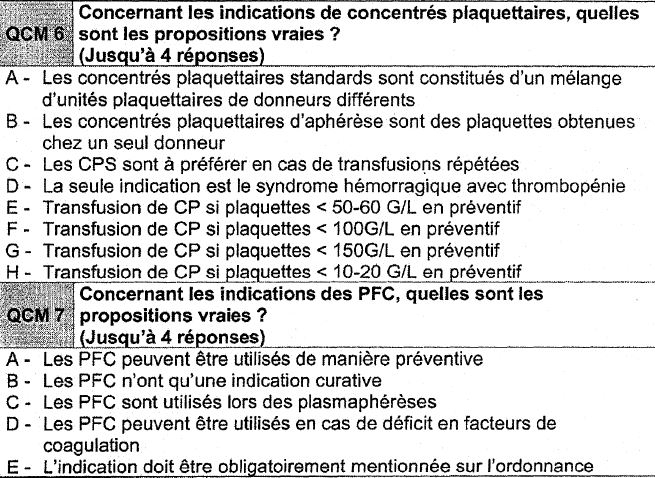 Concernant les indications de concentrés plaquettaires, quelles
QCM 6 sont les propositions vraies ?
(Jusqu'à 4 réponses)
A - Les concentrés plaquettaires standards sont constitués d'un mélange
d'unités plaquettaires de donneurs différents
B - Les concentrés plaquettaires d'aphérèse sont des plaquettes obtenues
chez un seul donneur
C - Les CPS sont à préférer en cas de transfusions répétées
D - La seule indication est le syndrome hémorragique avec thrombopénie
E - Transfusion de CP si plaquettes < 50-60 G/L en préventif
F - Transfusion de CP si plaquettes < 100G/L en préventif
G - Transfusion de CP si plaquettes < 150G/L en préventif
H - Transfusion de CP si plaquettes < 10-20 G/L en préventif
Concernant les indications des PFC, quelles sont les
QCM 7 propositions vraies ?
(Jusqu'à 4 réponses)
A - Les PFC peuvent être utilisés de manière préventive
B - Les PFC n'ont qu'une indication curative
C - Les PFC sont utilisés lors des plasmaphérèses
D - Les PFC peuvent être utilisés en cas de déficit en facteurs de
coagulation
E - L'indication doit être obligatoirement mentionnée sur l'ordonnance